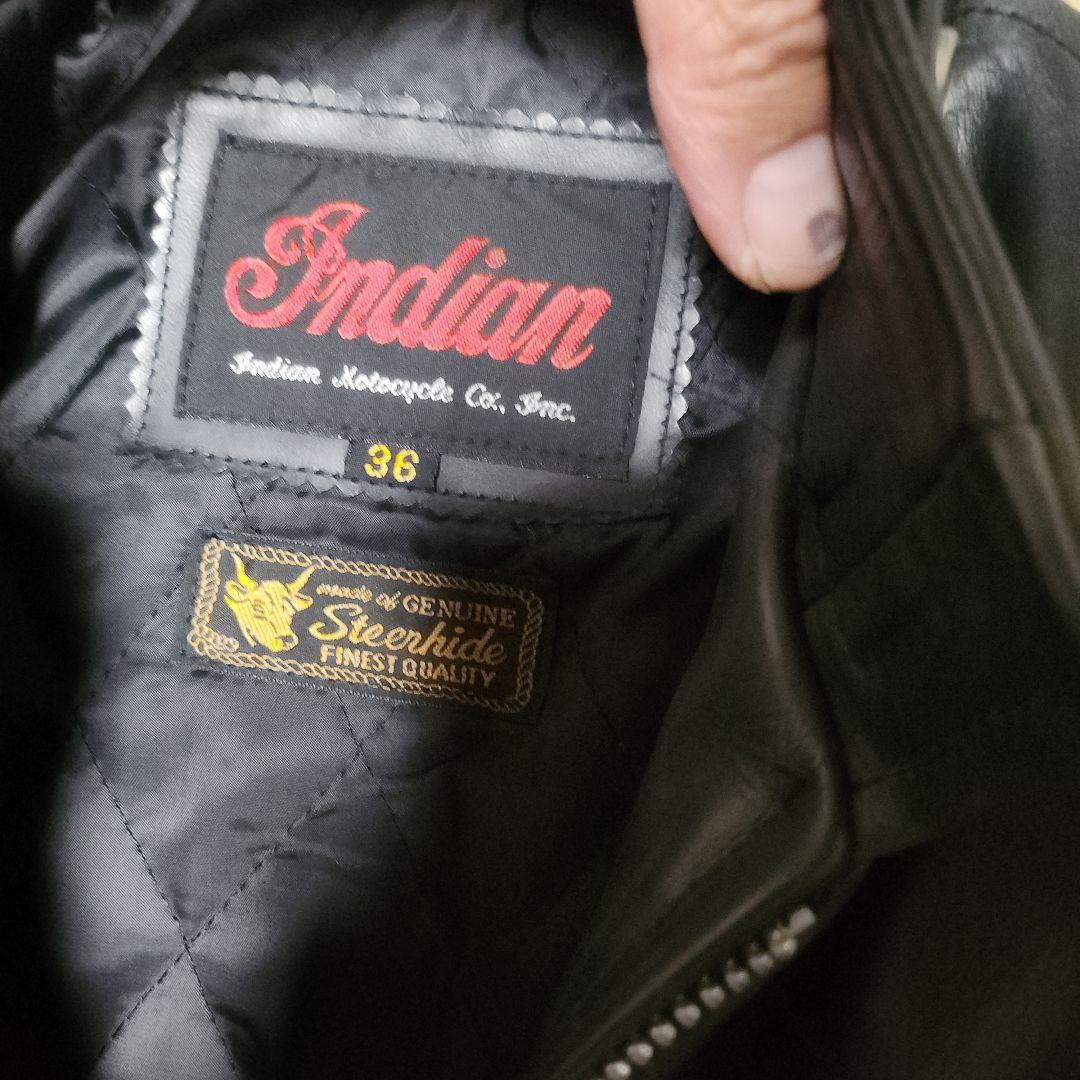 Indian
Indian Motocycle Co., Inc.
36
made of GENUINE
Steerhide
FINEST QUALITY